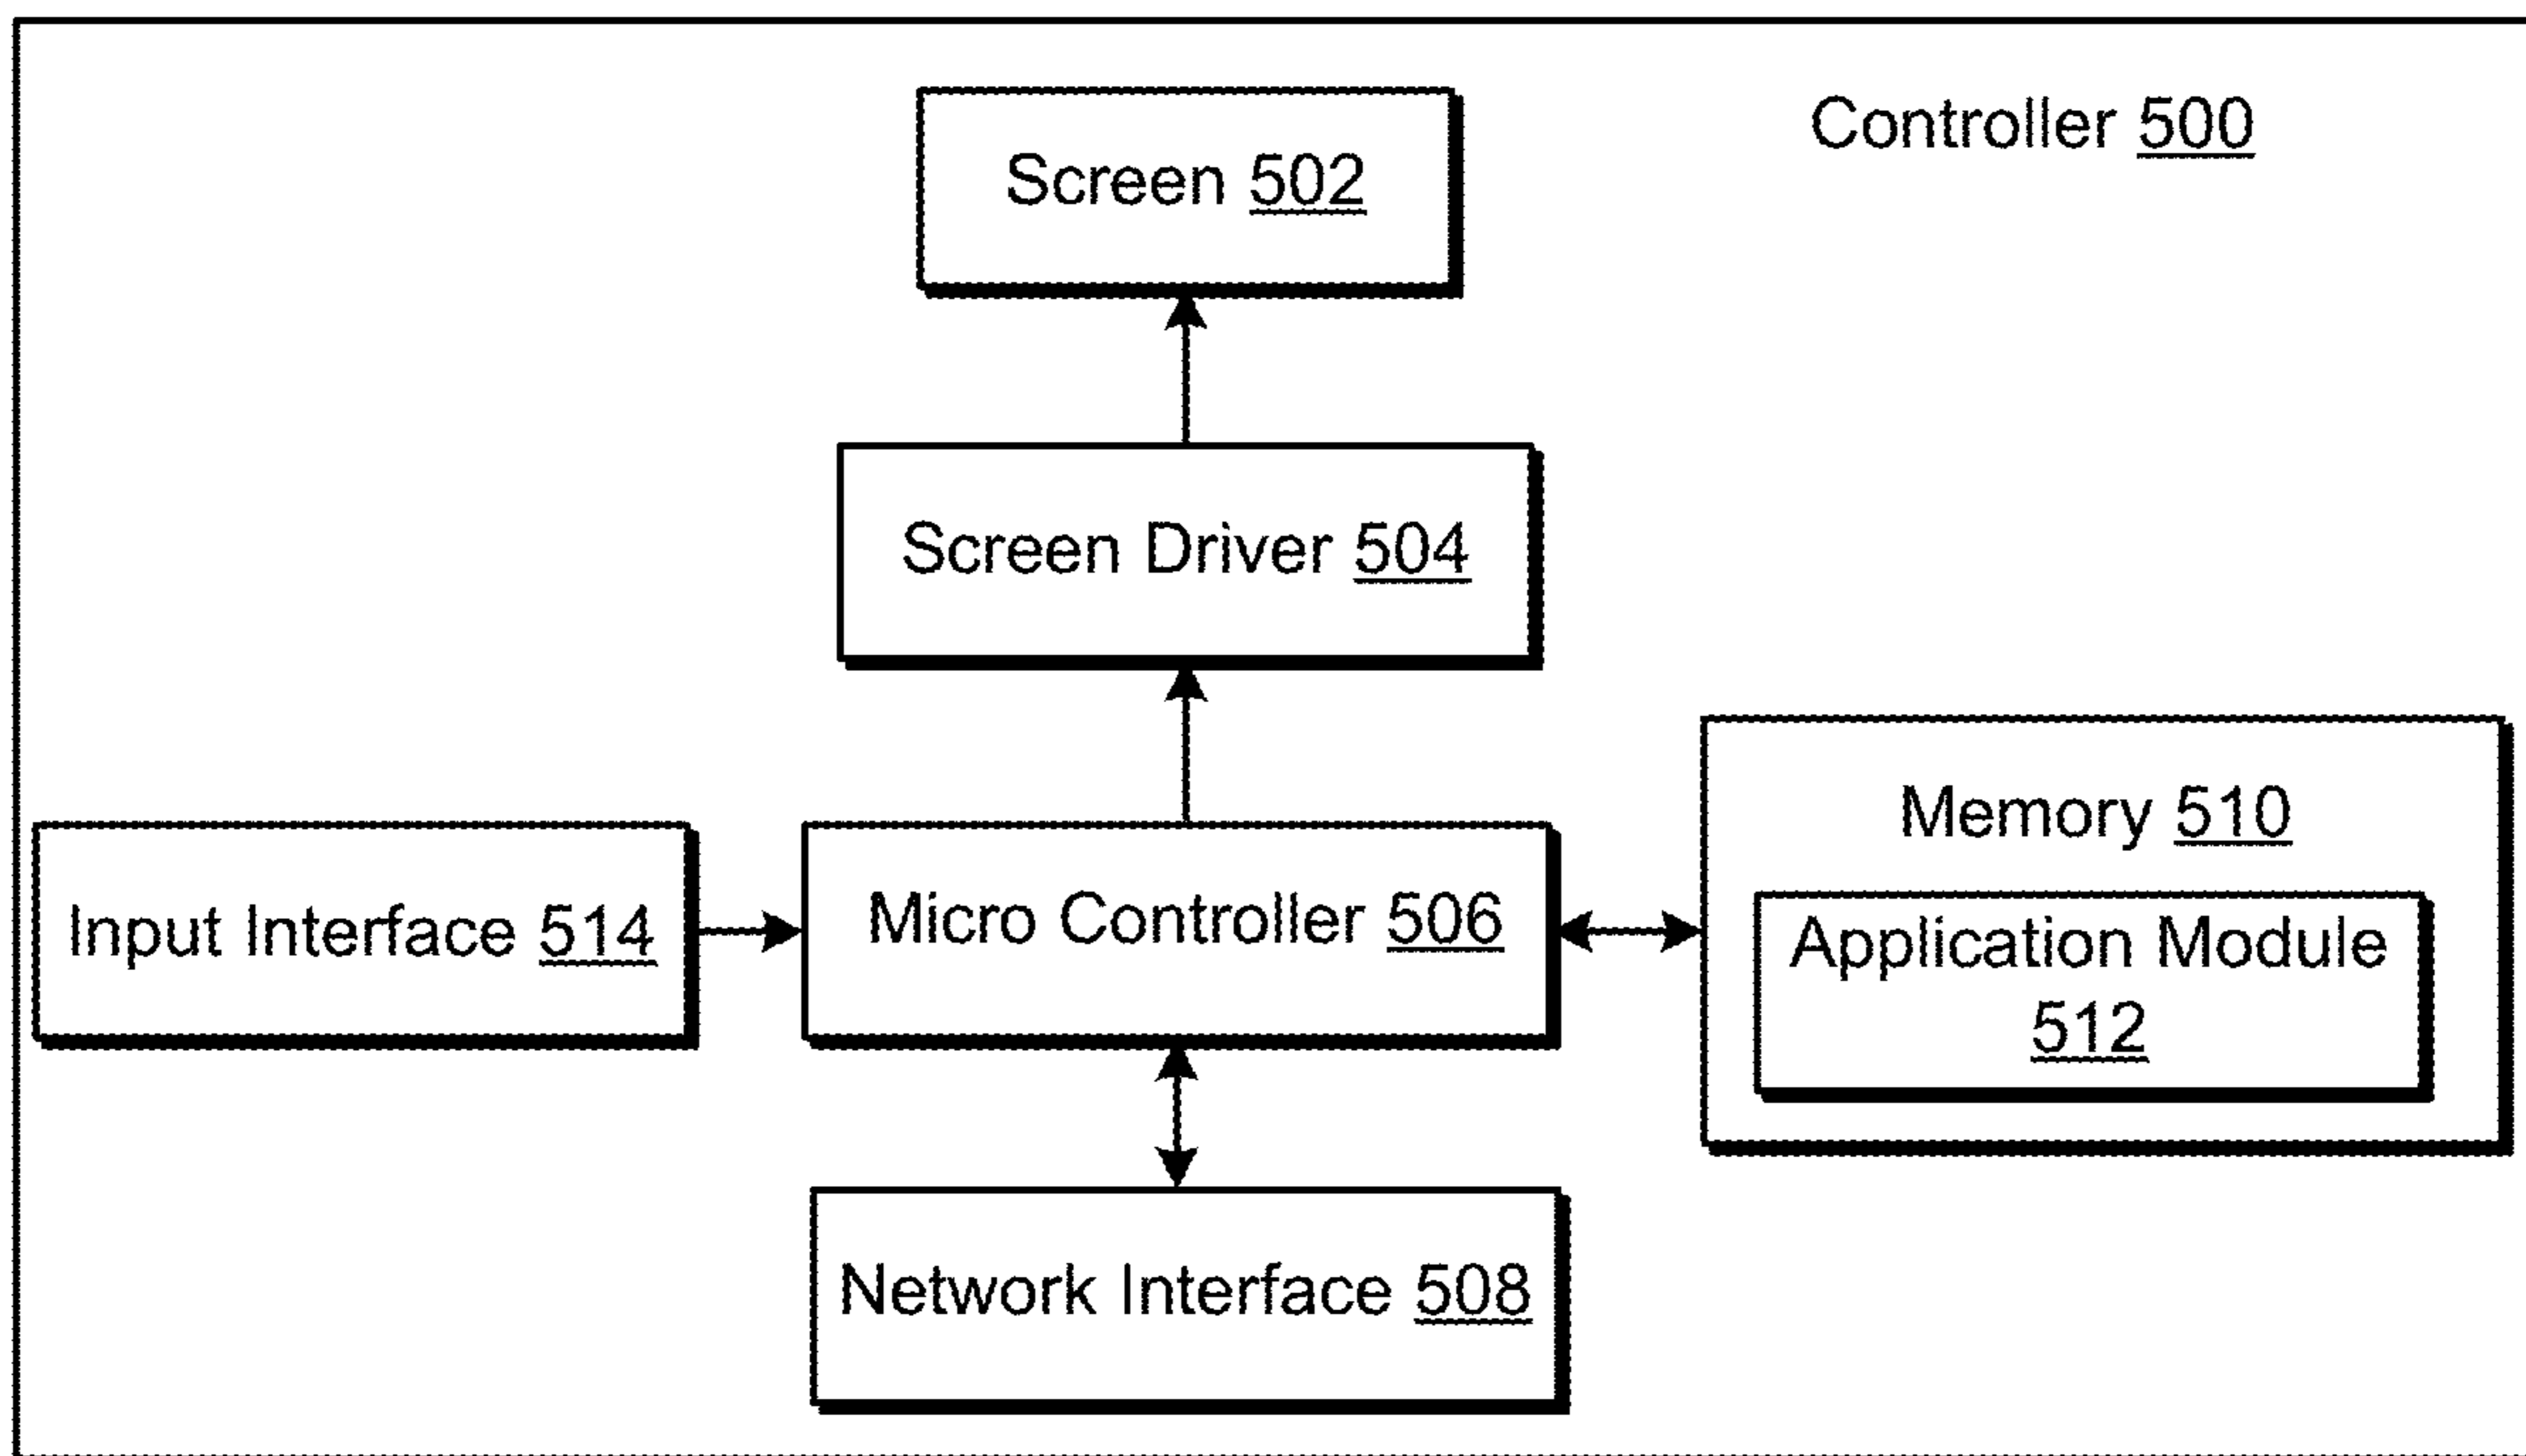 Controller 500
Screen 502
Screen Driver 504
Memory 510
Input Interface 514
Micro Controller 506
Application Module
512
Network Interface 508